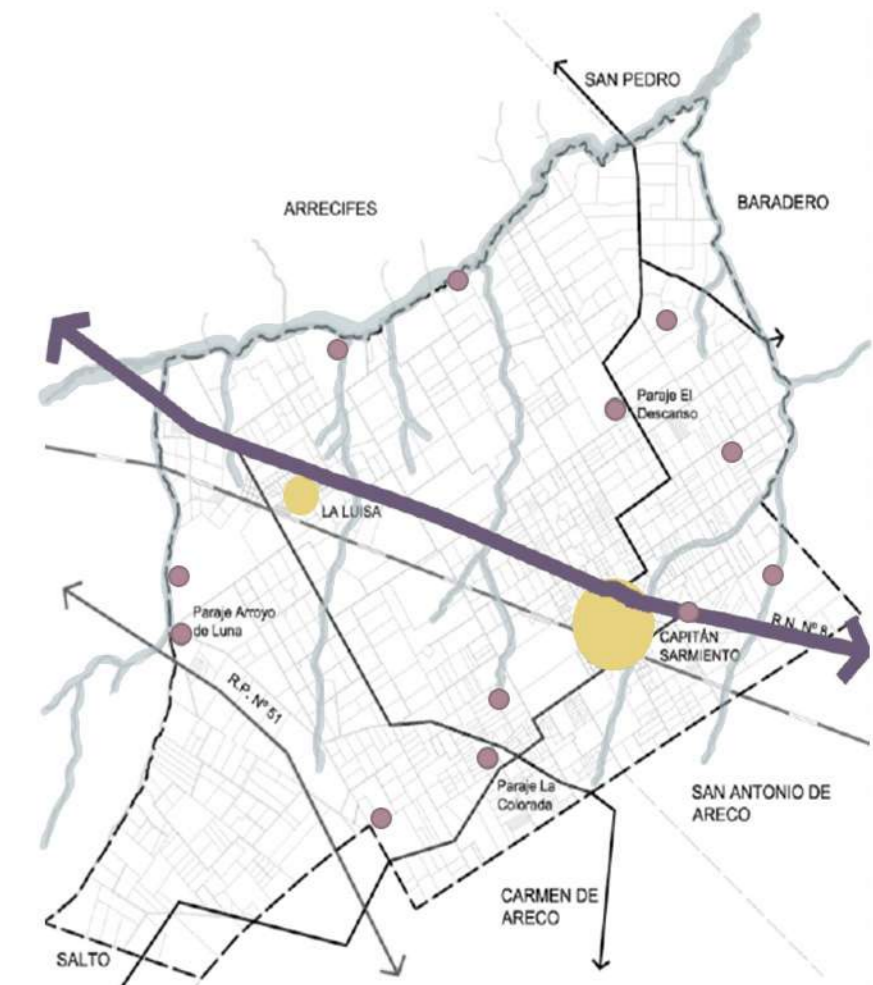 SAN PEDRO
BARADERO
ARRECIFES
Paraje El
Descanso
LA LUISA
Paraje Arroyo
de Luna
R.N. Nº 8
CAPITÁN
SARMIENTO
R.P. Nº 51
Paraje La
Colorada
SAN ANTONIO DE
ARECO
CARMEN DE
ARECO
SALTO